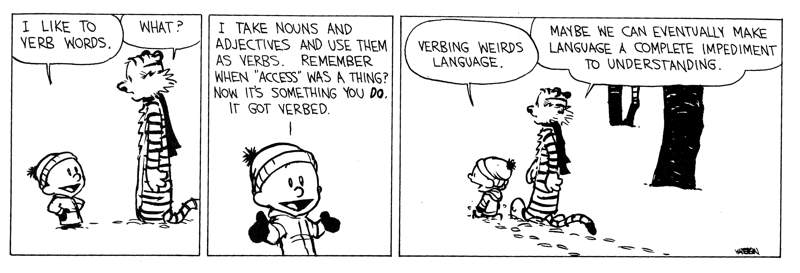 I LIKE TO
VERB WORDS.
WHAT?
I TAKE NOUNS AND
ADJECTIVES AND USE THEM
AS VERBS. REMEMBER
WHEN "ACCESS" WAS A THING?
NOW IT'S SOMETHING YOU DO.
IT GOT VERBED.
VERBING WEIRDS
LANGUAGE.
MAYBE WE CAN EVENTUALLY MAKE
LANGUAGE A COMPLETE IMPEDIMENT
TO UNDERSTANDING.